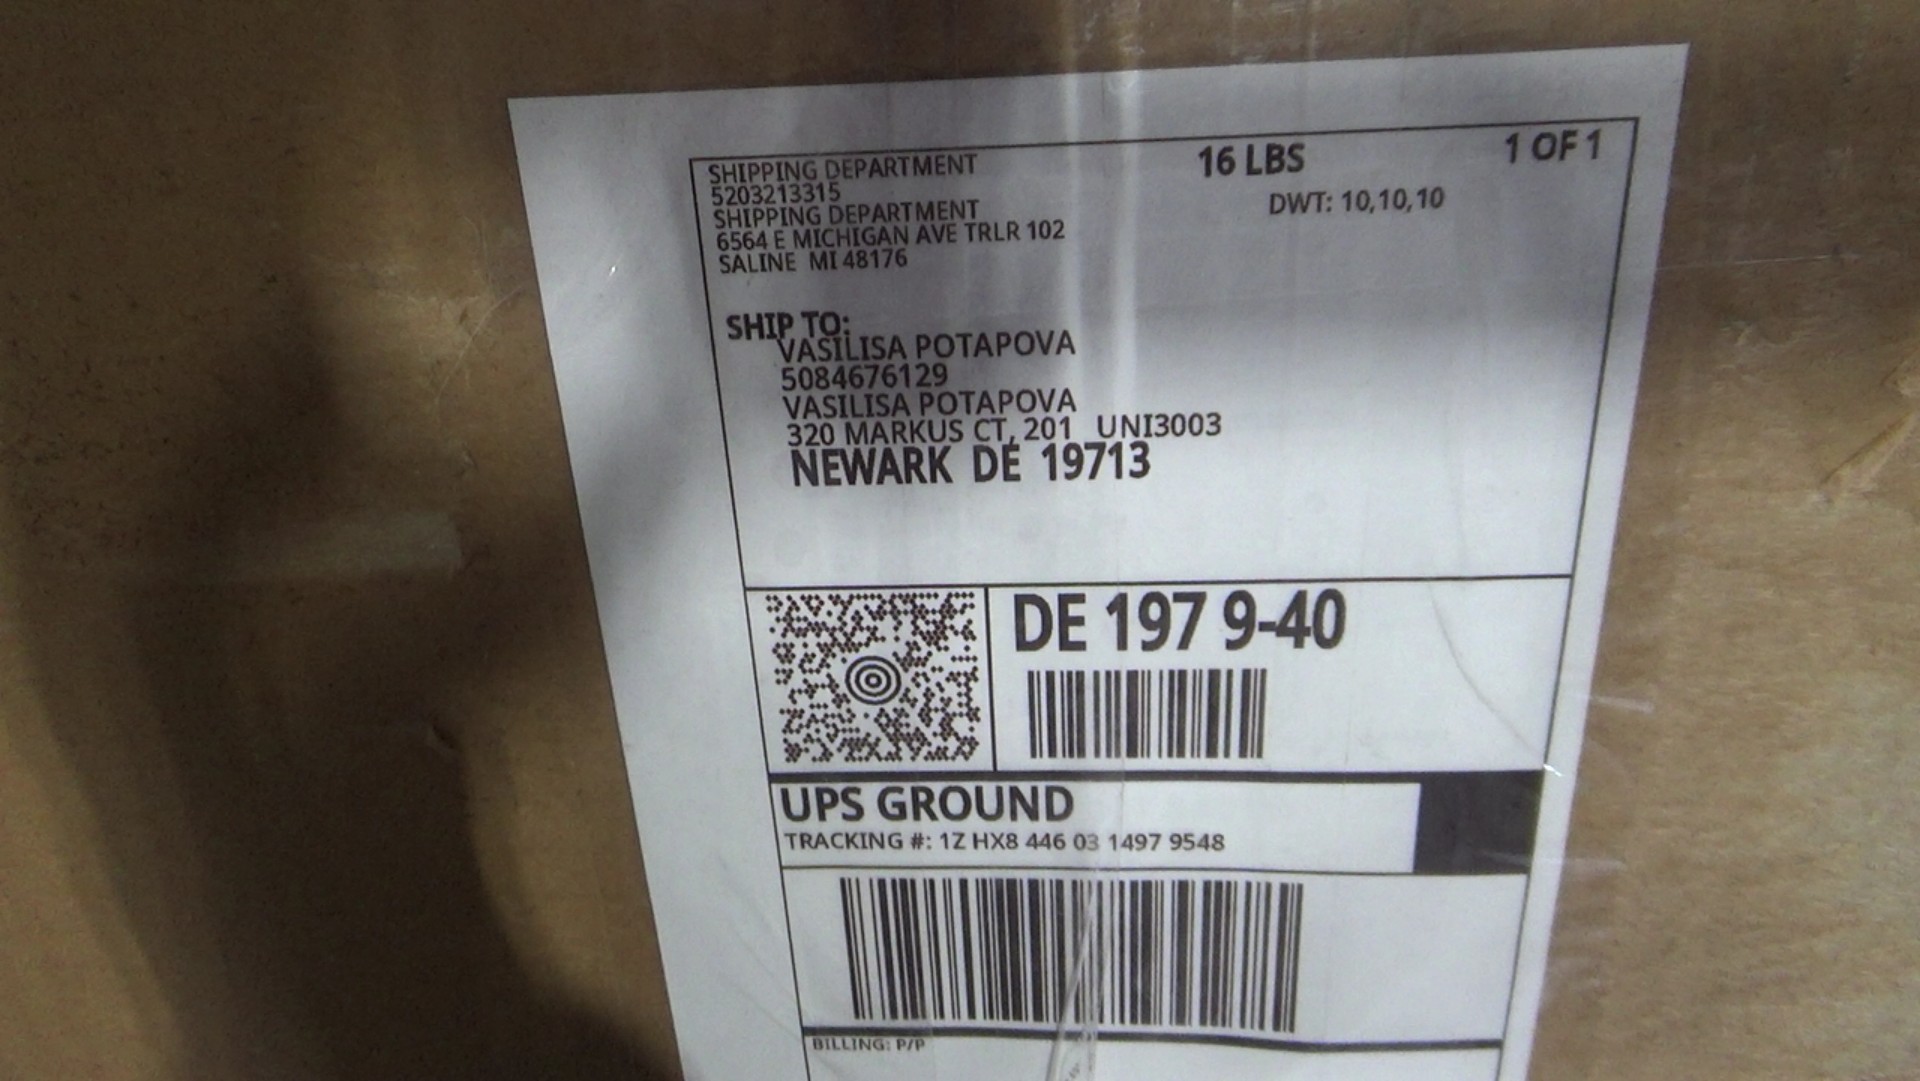 SHIPPING DEPARTMENT
5203213315
SHIPPING DEPARTMENT
6564 E MICHIGAN AVE TRLR 102
SALINE MI 48176
16 LBS
1 OF 1
DWT: 10,10,10
SHIP TO:
VASILISA POTAPOVA
5084676129
VASILISA POTAPOVA
320 MARKUS CT, 201 UNI3003
NEWARK DE 19713
DE 197 9-40
UPS GROUND
TRACKING #: 1Z HX8 446 03 1497 9548
BILLING: P/P